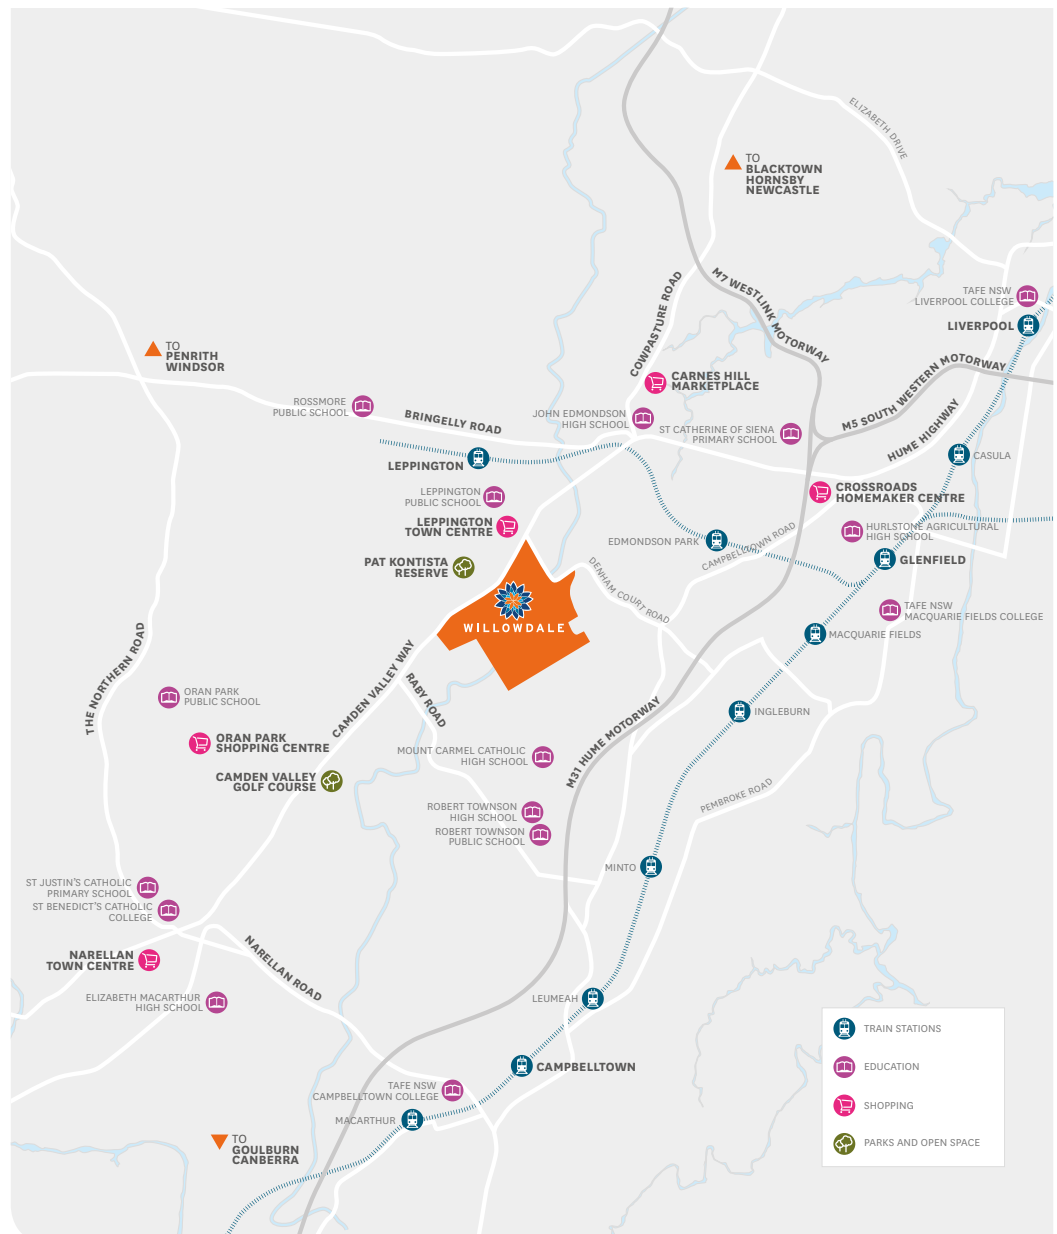 ELIZABETH DRIVE
TO
BLACKTOWN
HORNSBY
NEWCASTLE
M7 WESTLINK MOTORWAY
COWPASTURE ROAD
TAFE NSW
LIVERPOOL COLLEGE
LIVERPOOL
TO
PENRITH
WINDSOR
CARNES HILL
MARKETPLACE
M5 SOUTH WESTERN MOTORWAY
ROSSMORE
PUBLIC SCHOOL
BRINGELLY ROAD
JOHN EDMONDSON
HIGH SCHOOL
ST CATHERINE OF SIENA
PRIMARY SCHOOL
HUME HIGHWAY
CASULA
LEPPINGTON
LEPPINGTON
PUBLIC SCHOOL
CROSSROADS
HOMEMAKER CENTRE
LEPPINGTON
TOWN CENTRE
EDMONDSON PARK
CAMPBELLTOWN ROAD
HURLSTONE AGRICULTURAL
HIGH SCHOOL
GLENFIELD
PAT KONTISTA
RESERVE
DENHAM COURT ROAD
WILLOWDALE
TAFE NSW
MACQUARIE FIELDS COLLEGE
MACQUARIE FIELDS
THE NORTHERN ROAD
CAMDEN VALLEY WAY
RABY ROAD
ORAN PARK
PUBLIC SCHOOL
ORAN PARK
SHOPPING CENTRE
CAMDEN VALLEY
GOLF COURSE
M31 HUME MOTORWAY
INGLEBURN
MOUNT CARMEL CATHOLIC
HIGH SCHOOL
PEMBROKE ROAD
ROBERT TOWNSON
HIGH SCHOOL
ROBERT TOWNSON
PUBLIC SCHOOL
MINTO
ST JUSTIN'S CATHOLIC
PRIMARY SCHOOL
ST BENEDICT'S CATHOLIC
COLLEGE
NARELLAN
TOWN CENTRE
NARELLAN ROAD
ELIZABETH MACARTHUR
HIGH SCHOOL
LEUMEAH
CAMPBELLTOWN
TAFE NSW
CAMPBELLTOWN COLLEGE
MACARTHUR
TO
GOULBURN
CANBERRA
TRAIN STATIONS
EDUCATION
SHOPPING
PARKS AND OPEN SPACE